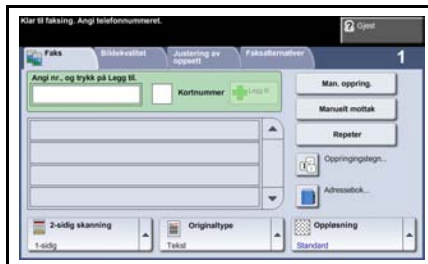 Klar til faksing. Angi telefonnummeret.
Gjest
Faks
Bildekvalitet
Justering av
oppsett
Faksalternativer
1
Angi nr., og trykk på Legg til.
Kortnummer
Legg til
Man. oppring.
Manuelt mottak
Repeter
Oppringingstegn...
Adressebok...
2-sidig skanning
1-sidig
Originaltype
Tekst
Oppløsning
Standard